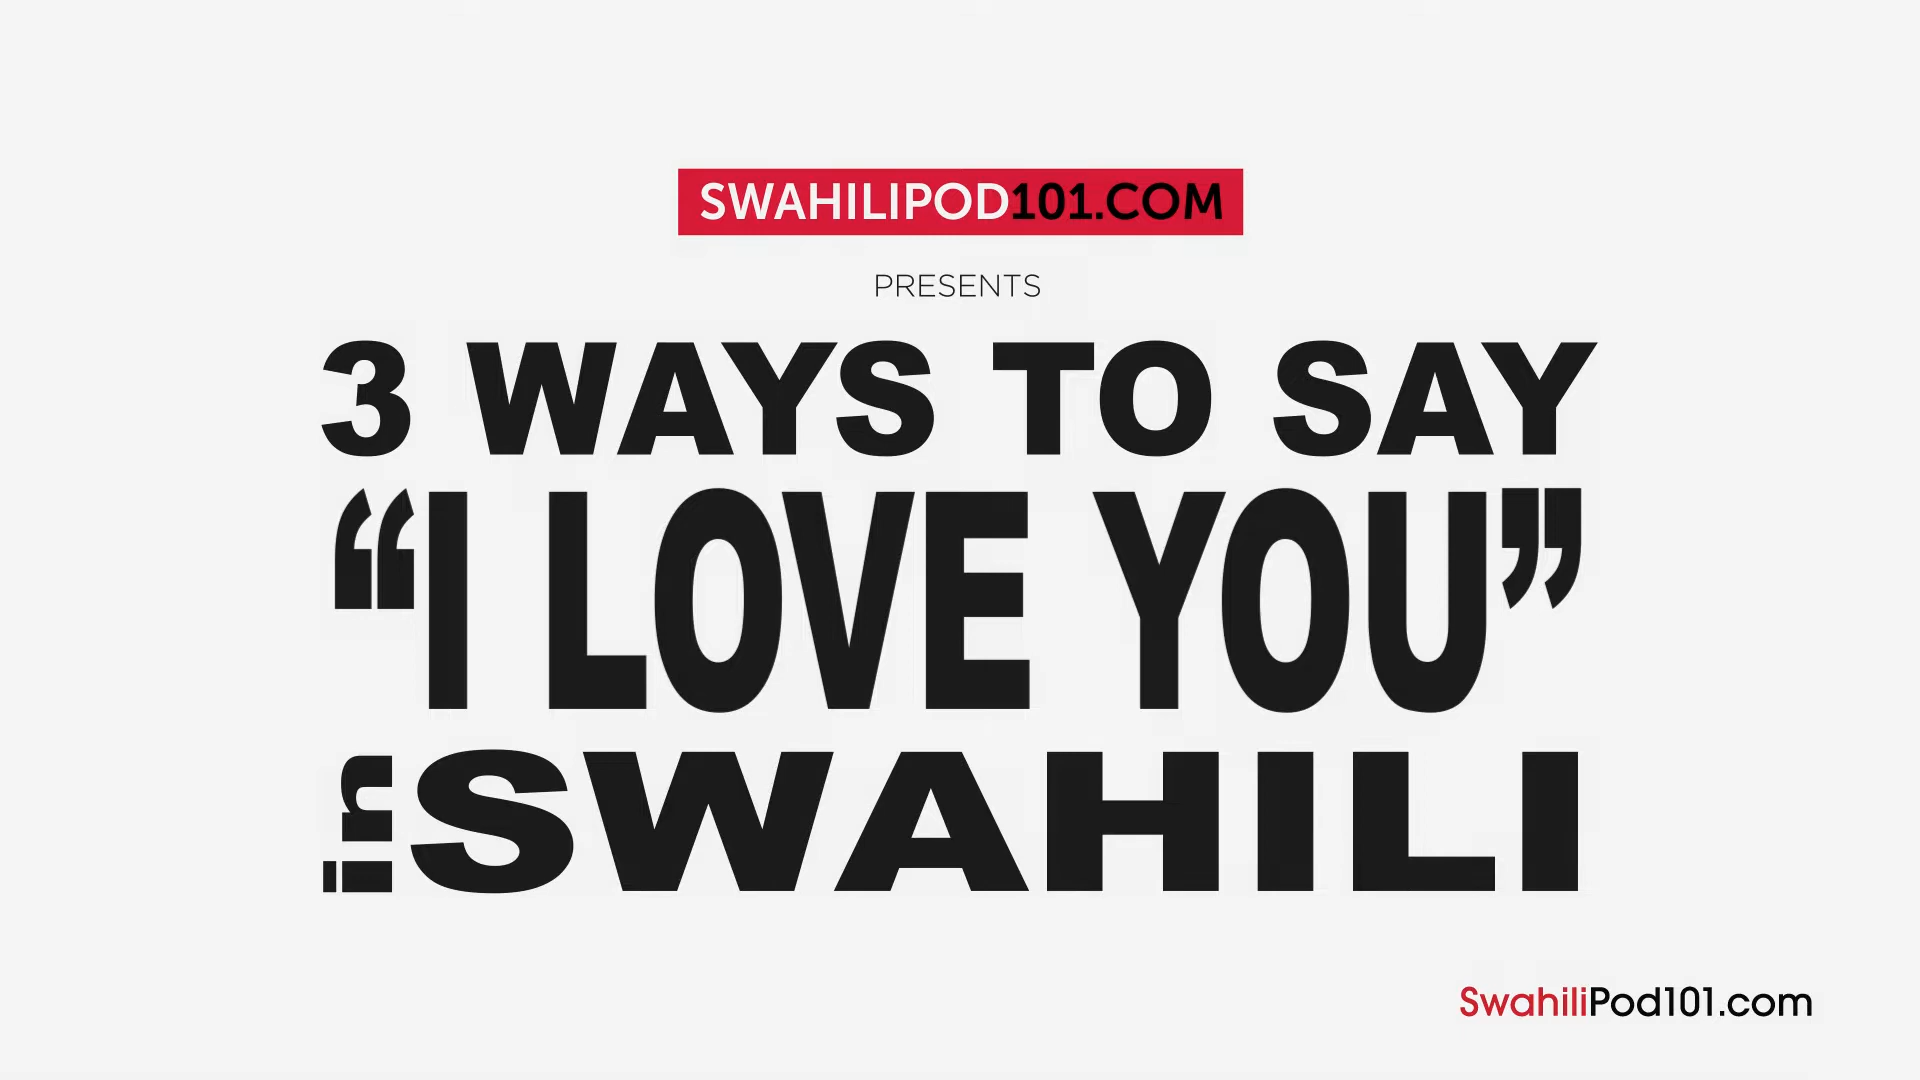 SWAHILIPOD101.COM
PRESENTS
3 WAYS TO SAY
“I LOVE YOU”
in SWAHILI
SwahiliPod101.com